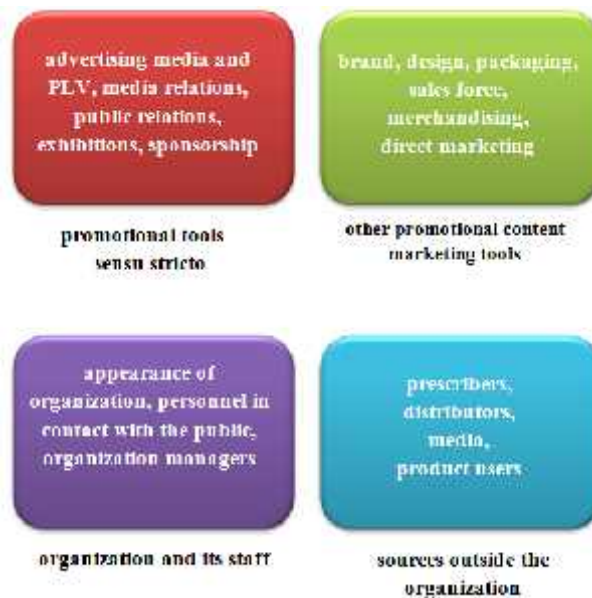 advertising media and
PLV, media relations,
public relations,
exhibitions, sponsorship
promotional tools
sensu stricto
brand, design, packaging,
sales force,
merchandising,
direct marketing
other promotional content
marketing tools
appearance of
organization, personnel in
contact with the public,
organization managers
organization and its staff
prescribers,
distributors,
media,
product users
sources outside the
organization